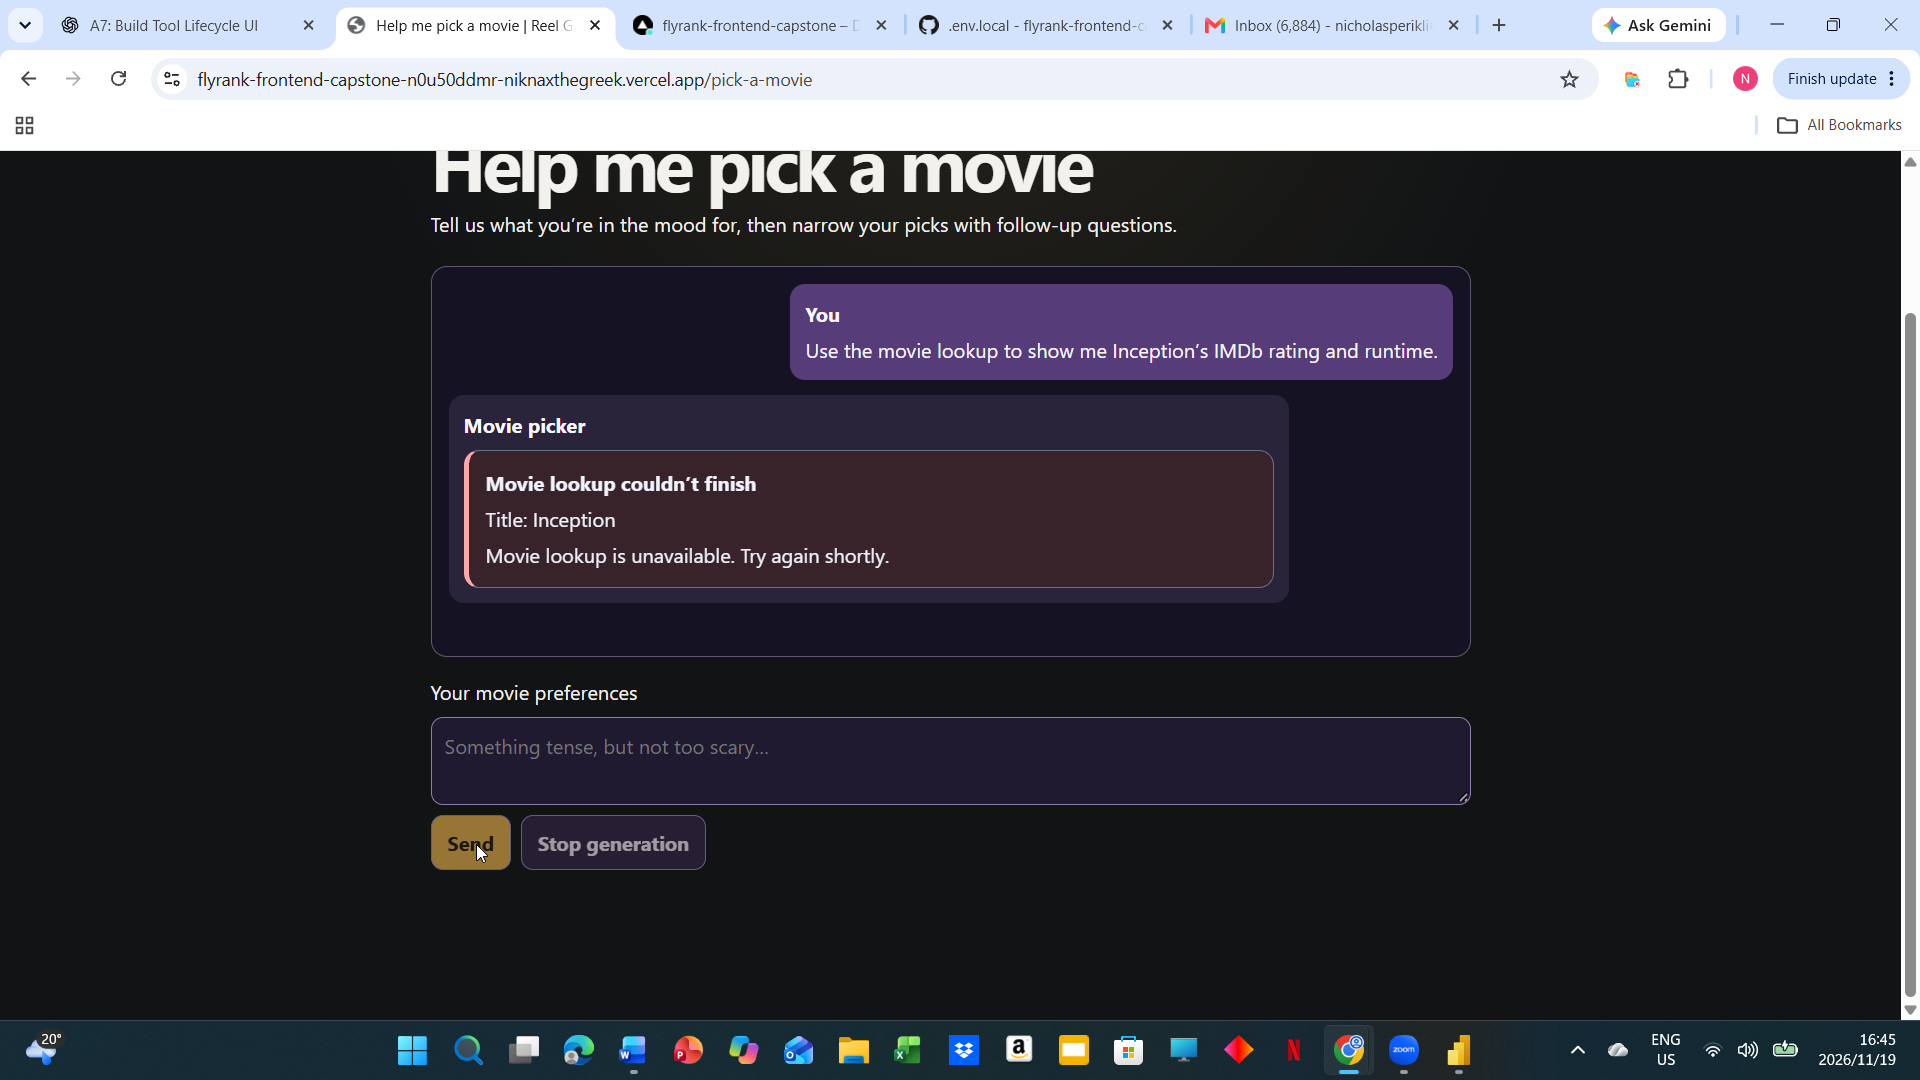 A7: Build Tool Lifecycle UI
Help me pick a movie | Reel G
flyrank-frontend-capstone –
.env.local - flyrank-frontend-c
Inbox (6,884) - nicholasperikli
Ask Gemini
flyrank-frontend-capstone-n0u50ddmr-niknaxthegreek.vercel.app/pick-a-movie
N
Finish update
All Bookmarks
Help me pick a movie
Tell us what you’re in the mood for, then narrow your picks with follow-up questions.
You
Use the movie lookup to show me Inception’s IMDb rating and runtime.
Movie picker
Movie lookup couldn’t finish
Title: Inception
Movie lookup is unavailable. Try again shortly.
Your movie preferences
Something tense, but not too scary...
Send
Stop generation
20°
ENG
US
16:45
2026/11/19
zoom